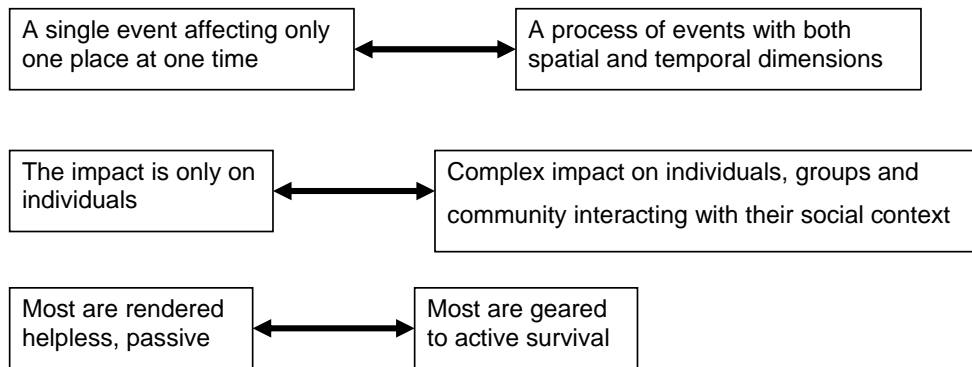 A single event affecting only
one place at one time
A process of events with both
spatial and temporal dimensions
The impact is only on
individuals
Complex impact on individuals, groups and
community interacting with their social context
Most are rendered
helpless, passive
Most are geared
to active survival